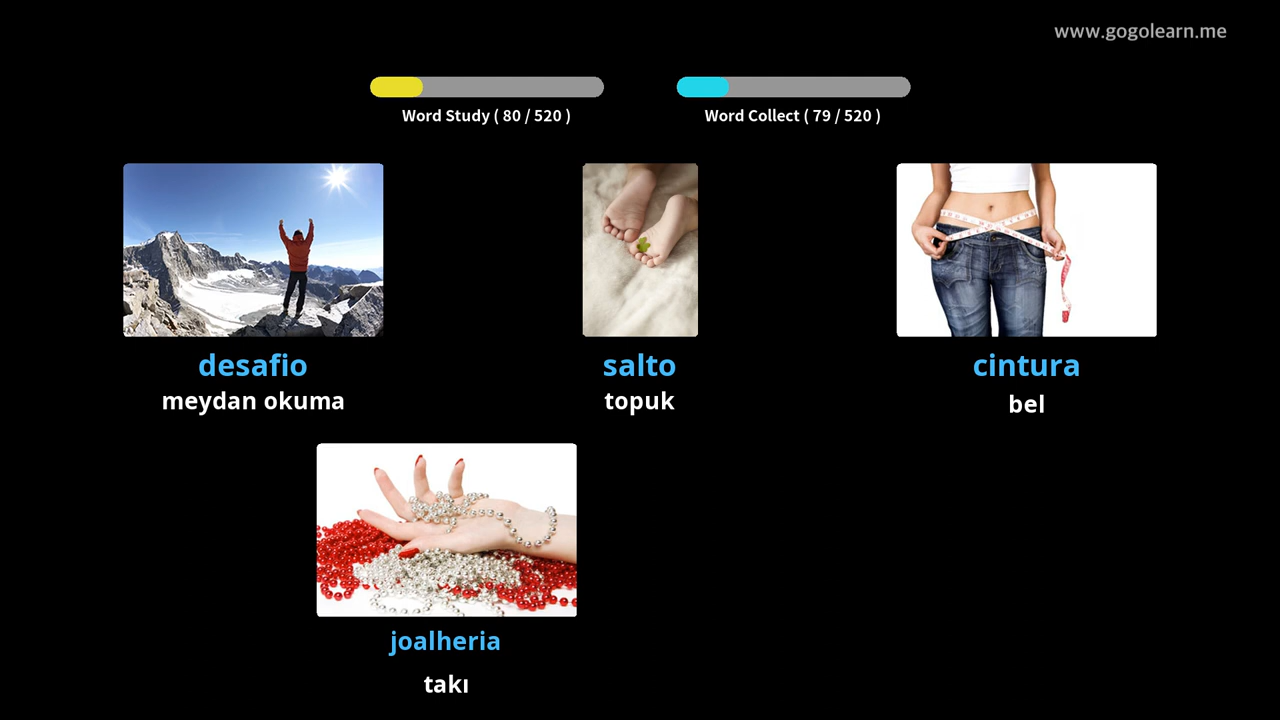 www.gogolearn.me
Word Study ( 80 / 520 )
Word Collect ( 79 / 520 )
desafio
meydan okuma
salto
topuk
cintura
bel
joalheria
takı